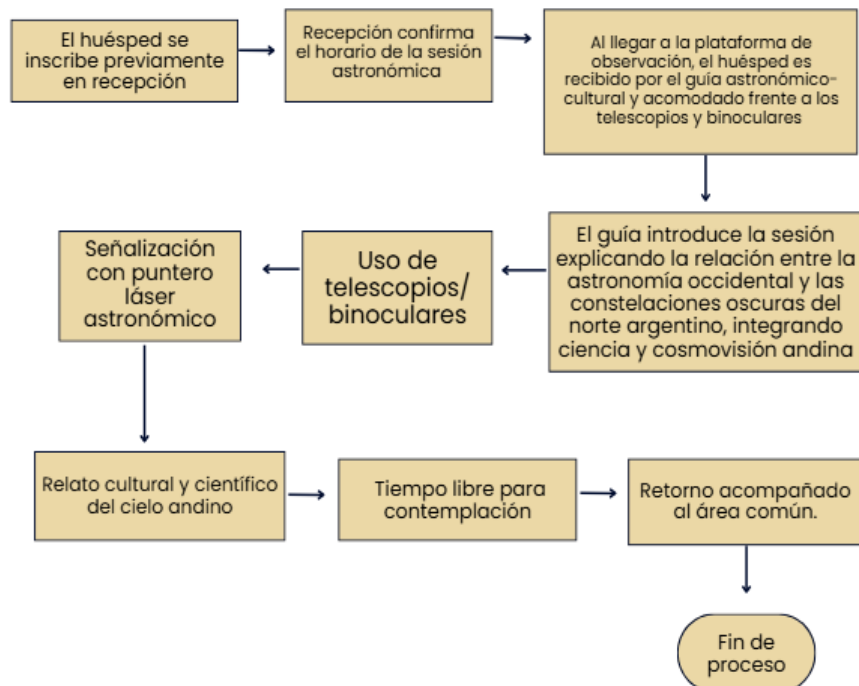 El huésped se
inscribe previamente
en recepción
Recepción confirma
el horario de la sesión
astronómica
Al llegar a la plataforma de
observación, el huésped es
recibido por el guía astronómico-
cultural y acomodado frente a los
telescopios y binoculares
El guía introduce la sesión
explicando la relación entre la
astronomía occidental y las
constelaciones oscuras del
norte argentino, integrando
ciencia y cosmovisión andina
Uso de
telescopios/
binoculares
Señalización
con puntero
láser
astronómico
Relato cultural y científico
del cielo andino
Tiempo libre para
contemplación
Retorno acompañado
al área común.
Fin de
proceso